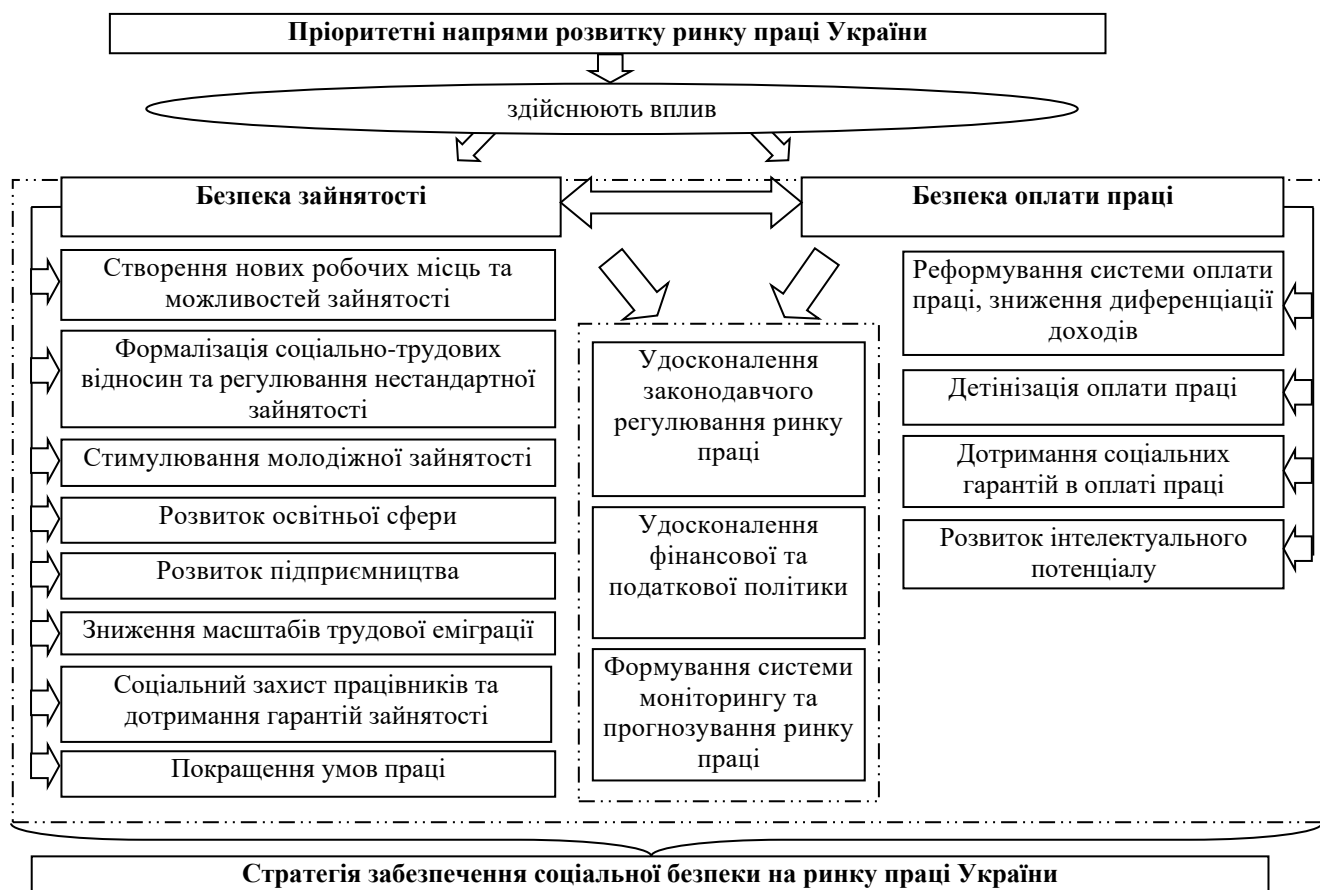 Пріоритетні напрями розвитку ринку праці України
здійснюють вплив
Безпека зайнятості
Безпека оплати праці
Створення нових робочих місць та
можливостей зайнятості
Формалізація соціально-трудових
відносин та регулювання нестандартної
зайнятості
Стимулювання молодіжної зайнятості
Розвиток освітньої сфери
Розвиток підприємництва
Зниження масштабів трудової еміграції
Соціальний захист працівників та
дотримання гарантій зайнятості
Покращення умов праці
Удосконалення
законодавчого
регулювання ринку
праці
Удосконалення
фінансової та
податкової політики
Формування системи
моніторингу та
прогнозування ринку
праці
Реформування системи оплати
праці, зниження диференціації
доходів
Детінізація оплати праці
Дотримання соціальних
гарантій в оплаті праці
Розвиток інтелектуального
потенціалу
Стратегія забезпечення соціальної безпеки на ринку праці України